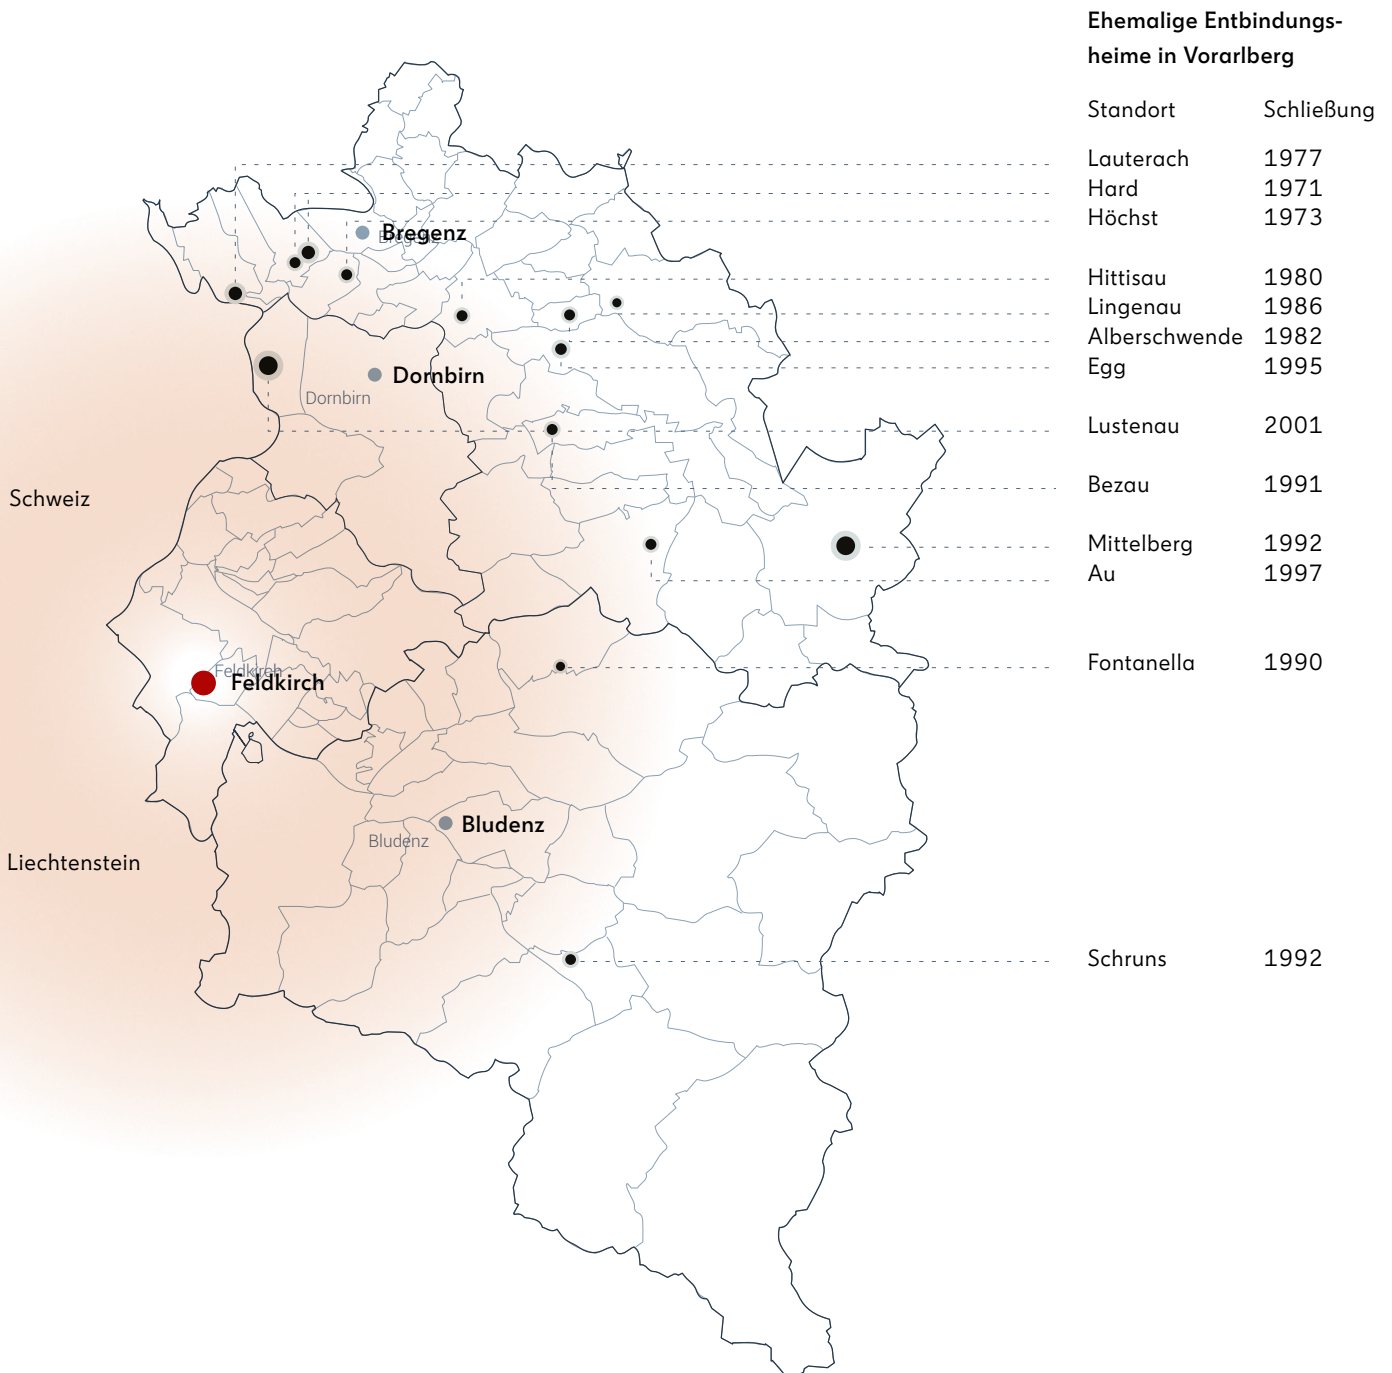 Ehemalige Entbindungs-
heime in Vorarlberg
Standort Schließung
Lauterach 1977
Hard 1971
Höchst 1973
Hittisau 1980
Lingenau 1986
Alberschwende 1982
Egg 1995
Lustenau 2001
Bezau 1991
Mittelberg 1992
Au 1997
Fontanella 1990
Schruns 1992
Bregenz
Bregenz
Dornbirn
Dornbirn
Schweiz
Feldkirch
Feldkirch
Bludenz
Bludenz
Liechtenstein